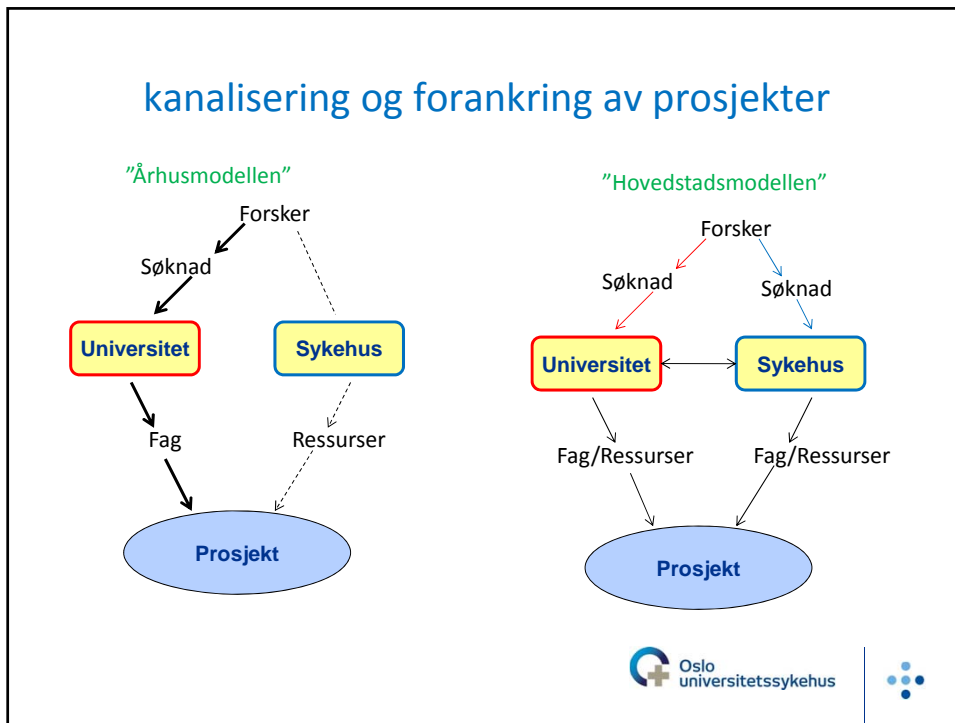 kanalisering og forankring av prosjekter
”Århusmodellen”
Forsker
Søknad
Universitet
Sykehus
Fag
Ressurser
Prosjekt
”Hovedstadsmodellen”
Forsker
Søknad
Søknad
Universitet
Sykehus
Fag/Ressurser
Fag/Ressurser
Prosjekt
Oslo
universitetssykehus